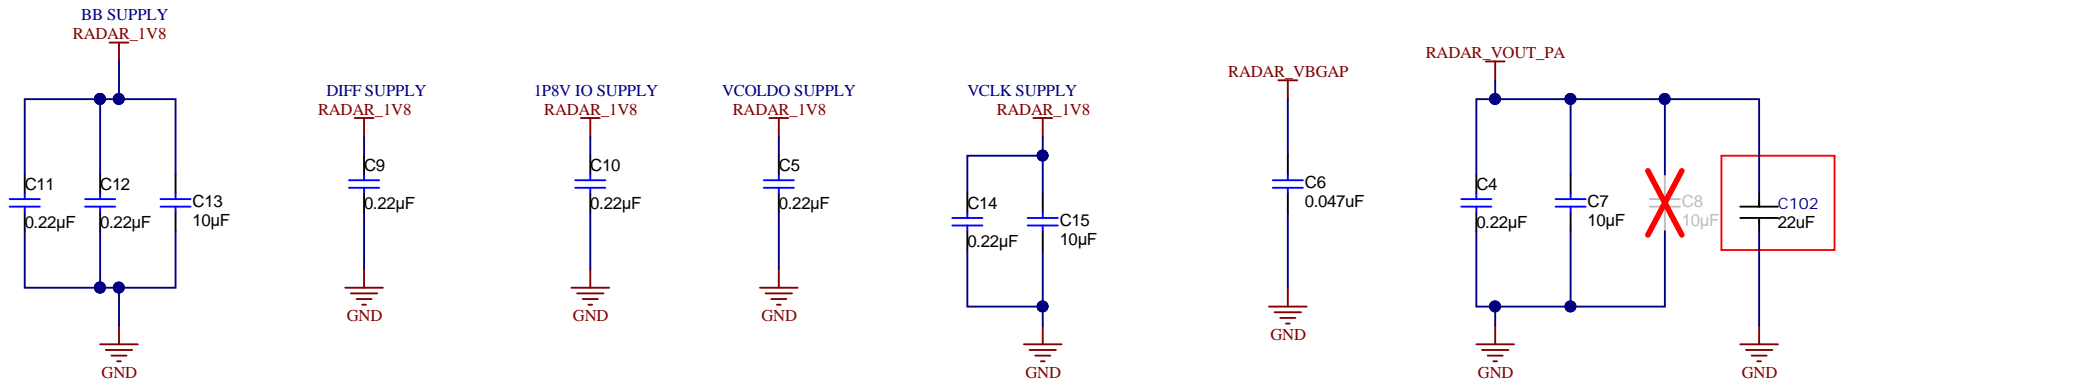 BB SUPPLY
RADAR_1V8
C11
0.22µF
C12
0.22µF
C13
10µF
GND
DIFF SUPPLY
RADAR_1V8
C9
0.22µF
GND
1P8V IO SUPPLY
RADAR_1V8
C10
0.22µF
GND
VCOLDO SUPPLY
RADAR_1V8
C5
0.22µF
GND
VCLK SUPPLY
RADAR_1V8
C14
0.22µF
C15
10µF
GND
RADAR_VBGAP
C6
0.047uF
GND
RADAR_VOUT_PA
C4
0.22µF
C7
10µF
C8
10µF
C102
22uF
GND
GND